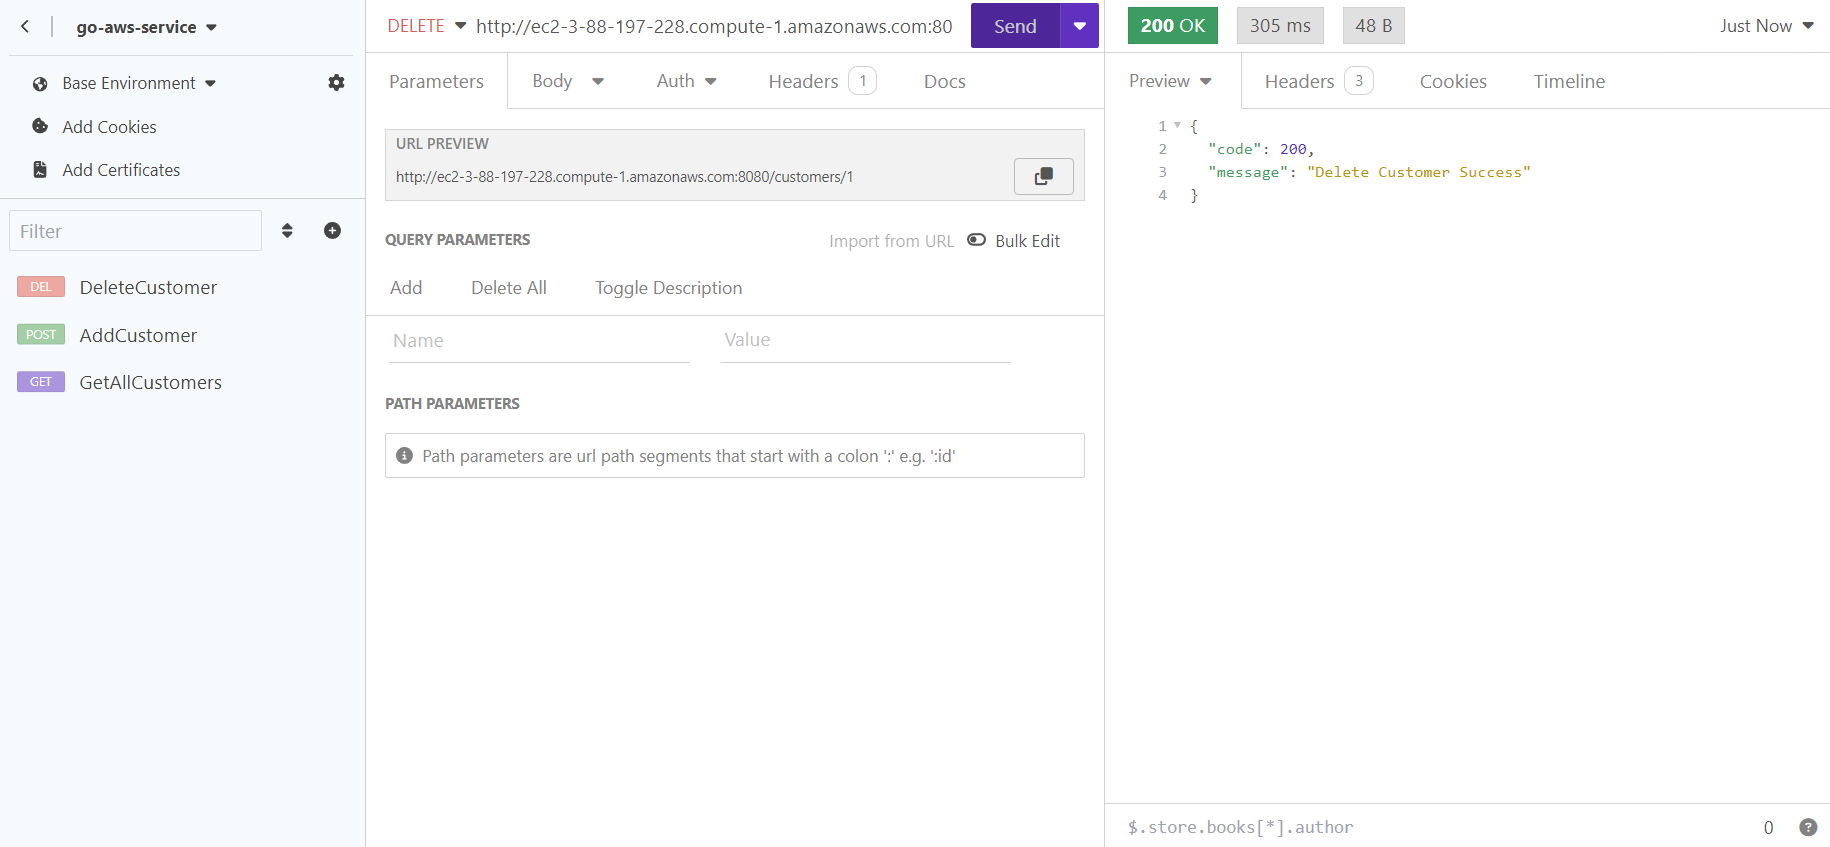 go-aws-service
Base Environment
Add Cookies
Add Certificates
Filter
DEL DeleteCustomer
POST AddCustomer
GET GetAllCustomers
DELETE http://ec2-3-88-197-228.compute-1.amazonaws.com:80 Send
Parameters Body Auth Headers 1 Docs
URL PREVIEW
http://ec2-3-88-197-228.compute-1.amazonaws.com:8080/customers/1
QUERY PARAMETERS Import from URL Bulk Edit
Add Delete All Toggle Description
Name Value
PATH PARAMETERS
Path parameters are url path segments that start with a colon ':' e.g. ':id'
200 OK 305 ms 48 B Just Now
Preview Headers 3 Cookies Timeline
1 {
2 "code": 200,
3 "message": "Delete Customer Success"
4 }
$.store.books[*].author 0 ?